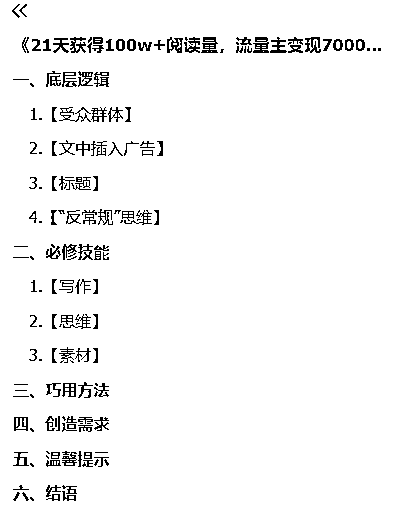 《21天获得100w+阅读量，流量主变现7000...
一、底层逻辑
1.【受众群体】
2.【文中插入广告】
3.【标题】
4.【“反常规”思维】
二、必修技能
1.【写作】
2.【思维】
3.【素材】
三、巧用方法
四、创造需求
五、温馨提示
六、结语